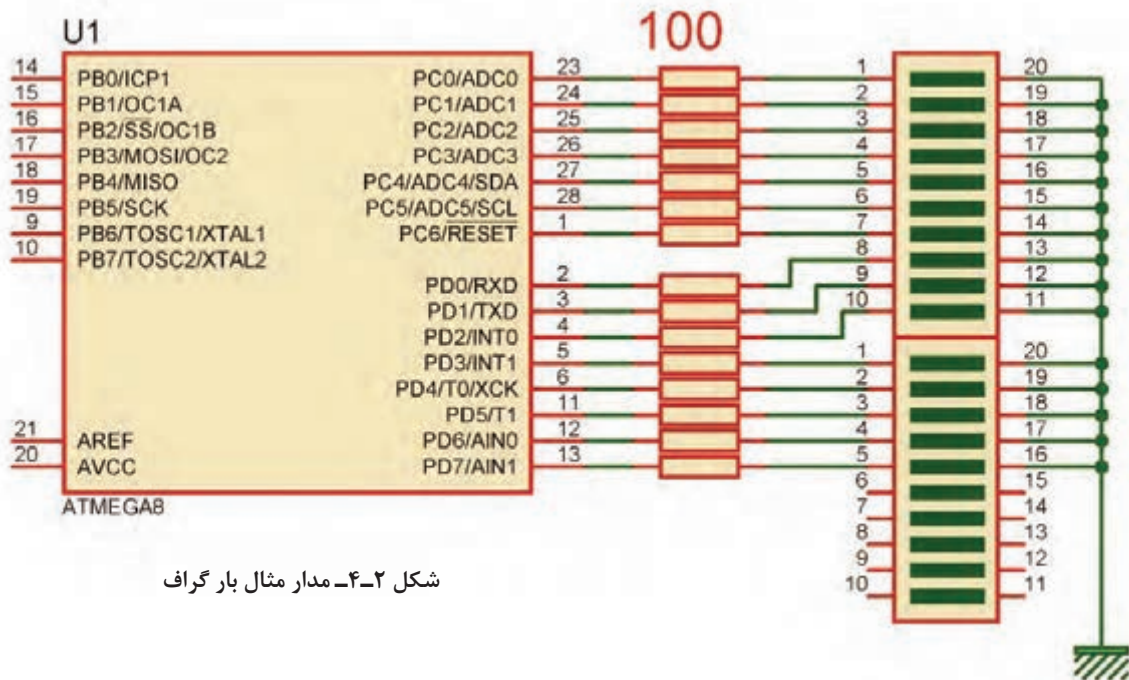 U1
100
14 PB0/ICP1 PC0/ADC0 23 1 20
15 PB1/OC1A PC1/ADC1 24 2 19
16 PB2/SS/OC1B PC2/ADC2 25 3 18
17 PB3/MOSI/OC2 PC3/ADC3 26 4 17
18 PB4/MISO PC4/ADC4/SDA 27 5 16
19 PB5/SCK PC5/ADC5/SCL 28 6 15
9 PB6/TOSC1/XTAL1 PC6/RESET 1 7 14
10 PB7/TOSC2/XTAL2 8 13
PD0/RXD 2 9 12
PD1/TXD 3 10 11
PD2/INT0 4
PD3/INT1 5 1 20
PD4/T0/XCK 6 2 19
PD5/T1 11 3 18
21 AREF PD6/AIN0 12 4 17
20 AVCC PD7/AIN1 13 5 16
6 15
ATMEGA8
7 14
8 13
9 12
10 11
شکل ۲ـ۴ـ مدار مثال بار گراف